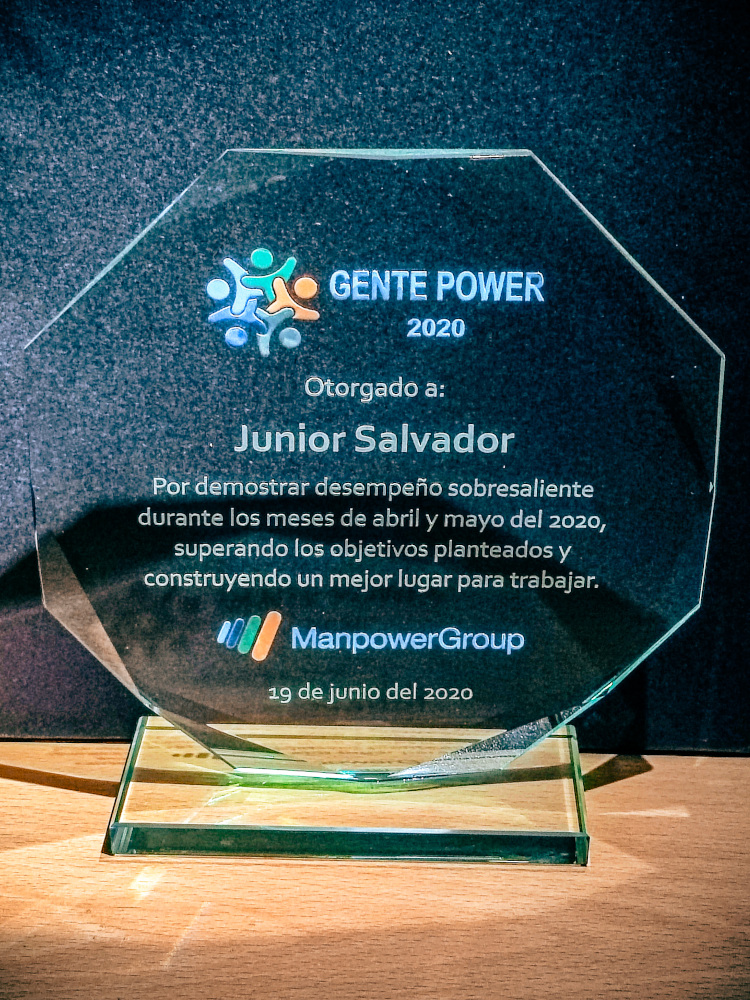 GENTE POWER
2020
Otorgado a:
Junior Salvador
Por demostrar desempeño sobresaliente
durante los meses de abril y mayo del 2020,
superando los objetivos planteados y
construyendo un mejor lugar para trabajar.
ManpowerGroup
19 de junio del 2020